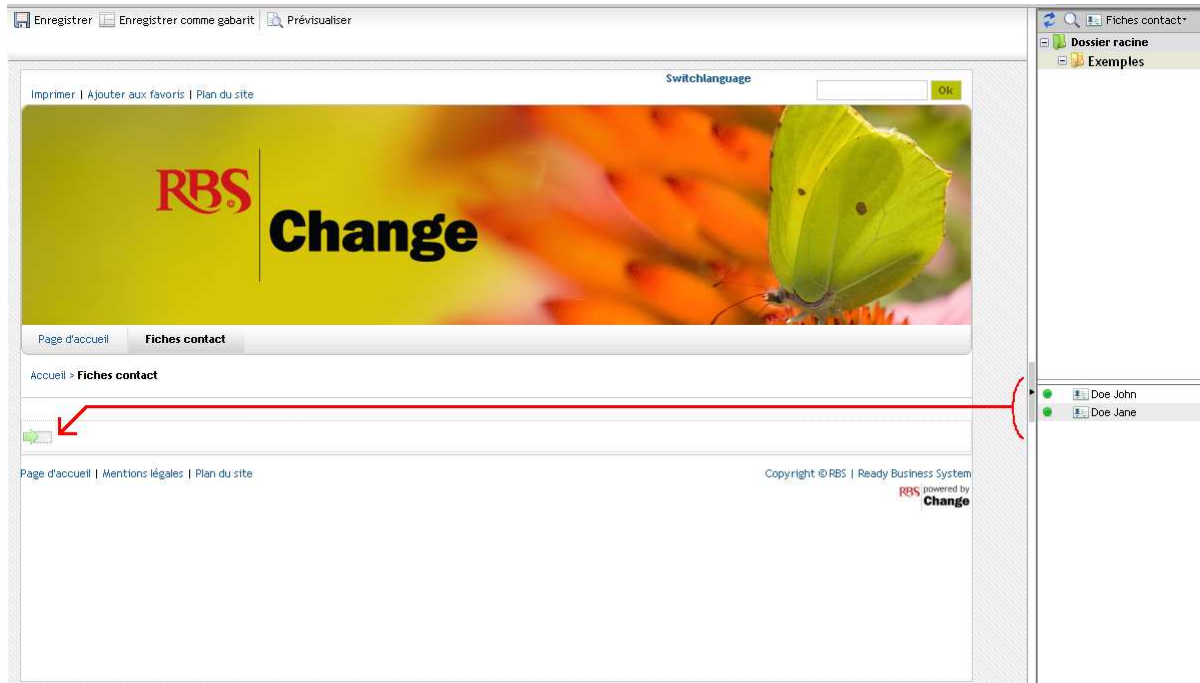 Enregistrer Enregistrer comme gabarit Prévisualiser
Fiches contact
Dossier racine
Exemples
Switchlanguage
Imprimer | Ajouter aux favoris | Plan du site
Ok
RBS
Change
Page d'accueil Fiches contact
Accueil > Fiches contact
Doe John
Doe Jane
Page d'accueil | Mentions légales | Plan du site
Copyright © RBS | Ready Business System
RBS powered by
Change